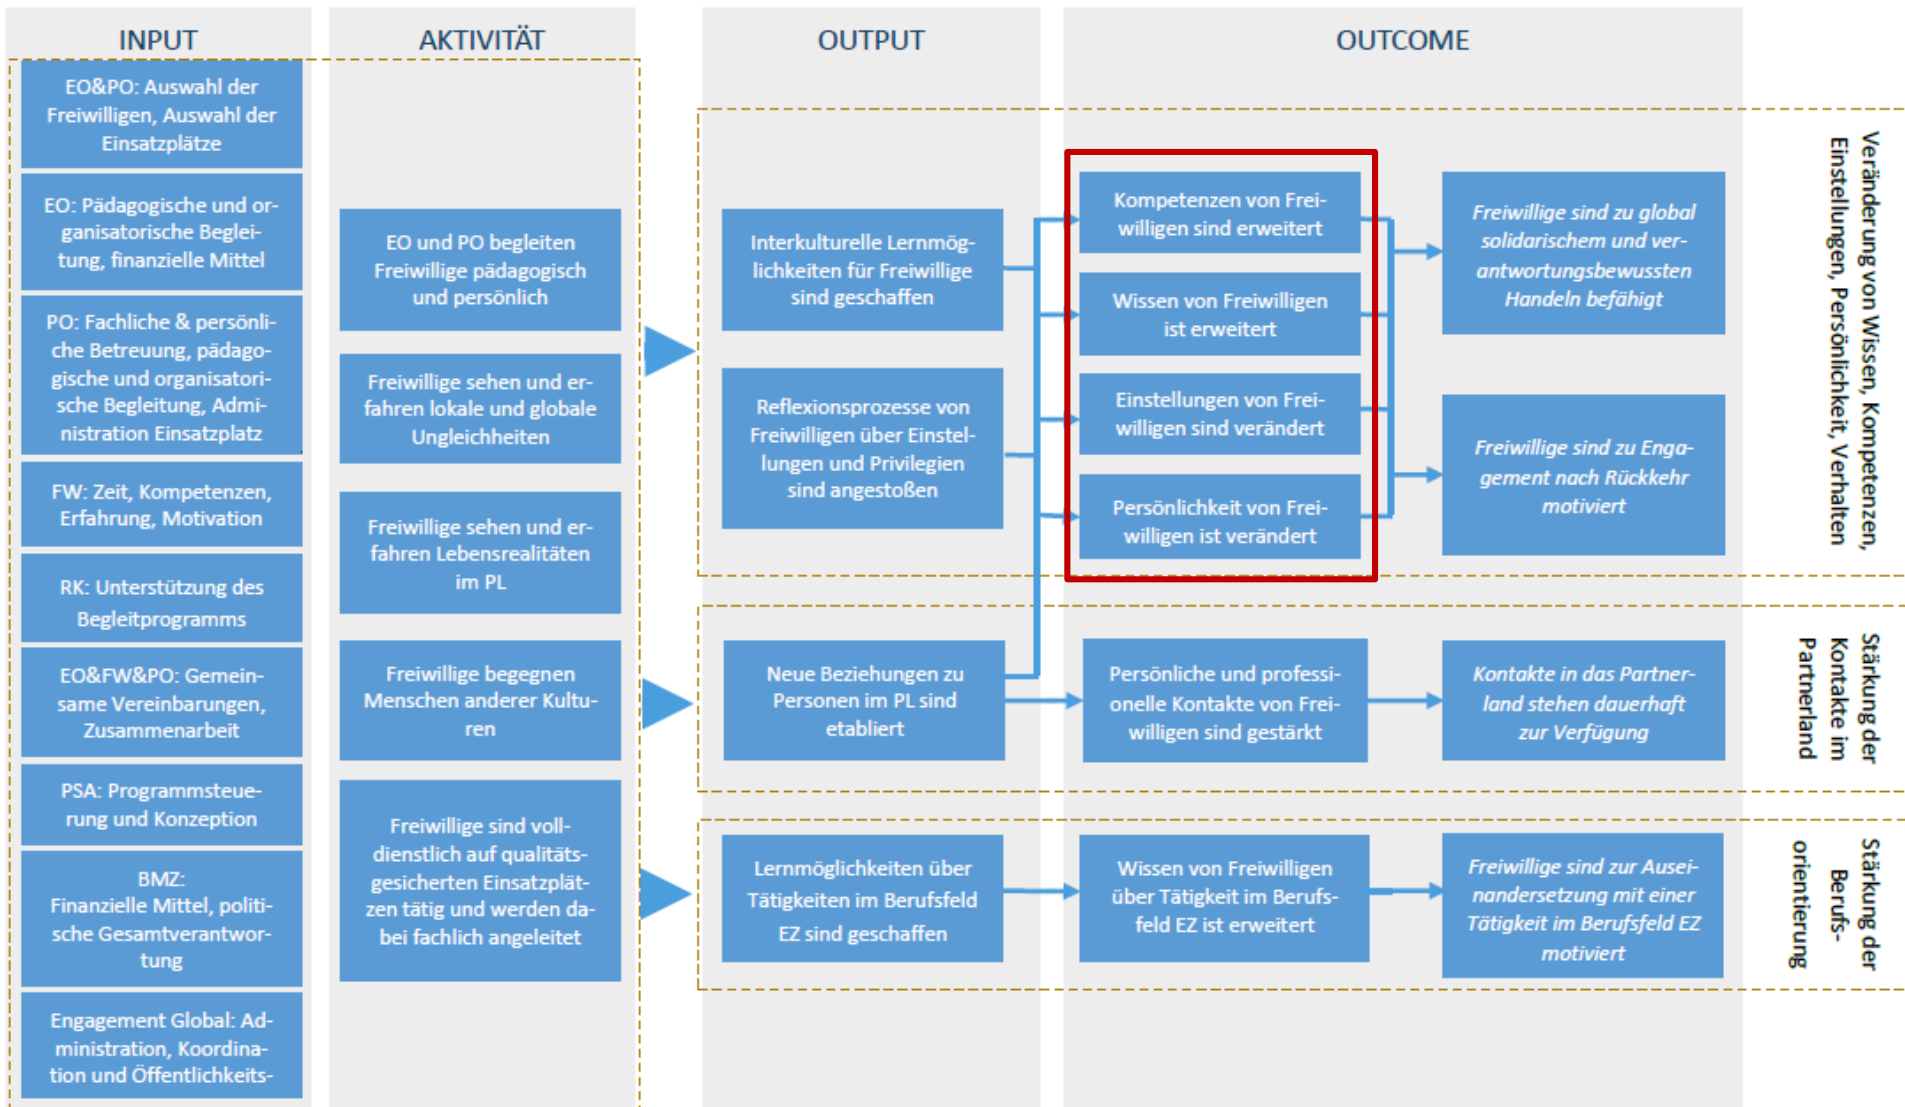 INPUT
EO&PO: Auswahl der
Freiwilligen, Auswahl der
Einsatzplätze
EO: Pädagogische und or-
ganisatorische Beglei-
tung, finanzielle Mittel
PO: Fachliche & persönli-
che Betreuung, pädago-
gische und organisatori-
sche Begleitung, Admi-
nistration Einsatzplatz
FW: Zeit, Kompetenzen,
Erfahrung, Motivation
RK: Unterstützung des
Begleitprogramms
EO&FW&PO: Gemein-
same Vereinbarungen,
Zusammenarbeit
PSA: Programmsteue-
rung und Konzeption
BMZ:
Finanzielle Mittel, politi-
sche Gesamtverantwor-
tung
Engagement Global: Ad-
ministration, Koordina-
tion und Öffentlichkeits-
AKTIVITÄT
EO und PO begleiten
Freiwillige pädagogisch
und persönlich
Freiwillige sehen und er-
fahren lokale und globale
Ungleichheiten
Freiwillige sehen und er-
fahren Lebensrealitäten
im PL
Freiwillige begegnen
Menschen anderer Kultu-
ren
Freiwillige sind voll-
dienstlich auf qualitäts-
gesicherten Einsatzplät-
zen tätig und werden da-
bei fachlich angeleitet
OUTPUT
Interkulturelle Lernmög-
lichkeiten für Freiwillige
sind geschaffen
Reflexionsprozesse von
Freiwilligen über Einstel-
lungen und Privilegien
sind angestoßen
Neue Beziehungen zu
Personen im PL sind
etabliert
Lernmöglichkeiten über
Tätigkeiten im Berufsfeld
EZ sind geschaffen
OUTCOME
Kompetenzen von Frei-
willigen sind erweitert
Wissen von Freiwilligen
ist erweitert
Einstellungen von Frei-
willigen sind verändert
Persönlichkeit von Frei-
willigen ist verändert
Persönliche und professi-
onelle Kontakte von Frei-
willigen sind gestärkt
Wissen von Freiwilligen
über Tätigkeit im Berufs-
feld EZ ist erweitert
Freiwillige sind zu global
solidarischem und ver-
antwortungsbewussten
Handeln befähigt
Freiwillige sind zu Enga-
gement nach Rückkehr
motiviert
Kontakte in das Partner-
land stehen dauerhaft
zur Verfügung
Freiwillige sind zur Ausei-
nandersetzung mit einer
Tätigkeit im Berufsfeld EZ
motiviert
Veränderung von Wissen, Kompetenzen,
Einstellungen, Persönlichkeit, Verhalten
Stärkung der
Kontakte im
Partnerland
Stärkung der
Berufs-
orientierung